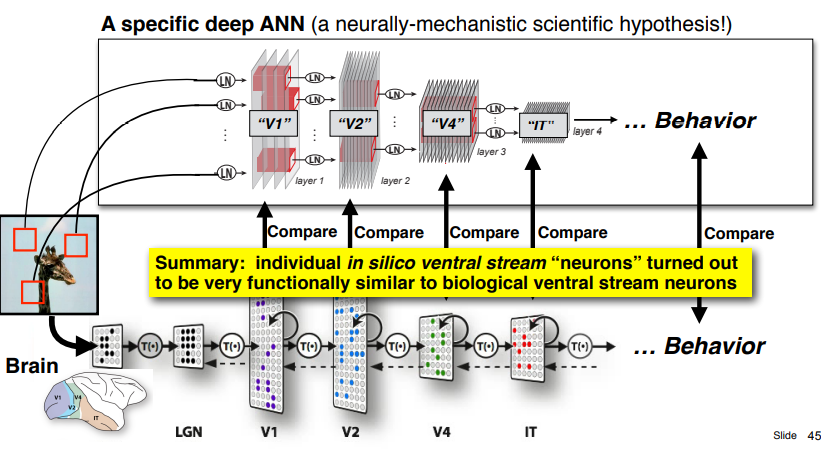 A specific deep ANN (a neurally-mechanistic scientific hypothesis!)
LN
LN
LN
LN
LN
LN
LN
LN
LN
LN
"V1"
"V2"
"V4"
"IT"
layer 1
layer 2
layer 3
layer 4
... Behavior
Compare
Compare
Compare
Compare
Compare
Summary: individual in silico ventral stream "neurons" turned out
to be very functionally similar to biological ventral stream neurons
Brain
T(•)
T(•)
T(•)
T(•)
T(•)
T(•)
... Behavior
V1
V2
V4
IT
LGN
V1
V2
V4
IT
Slide 45